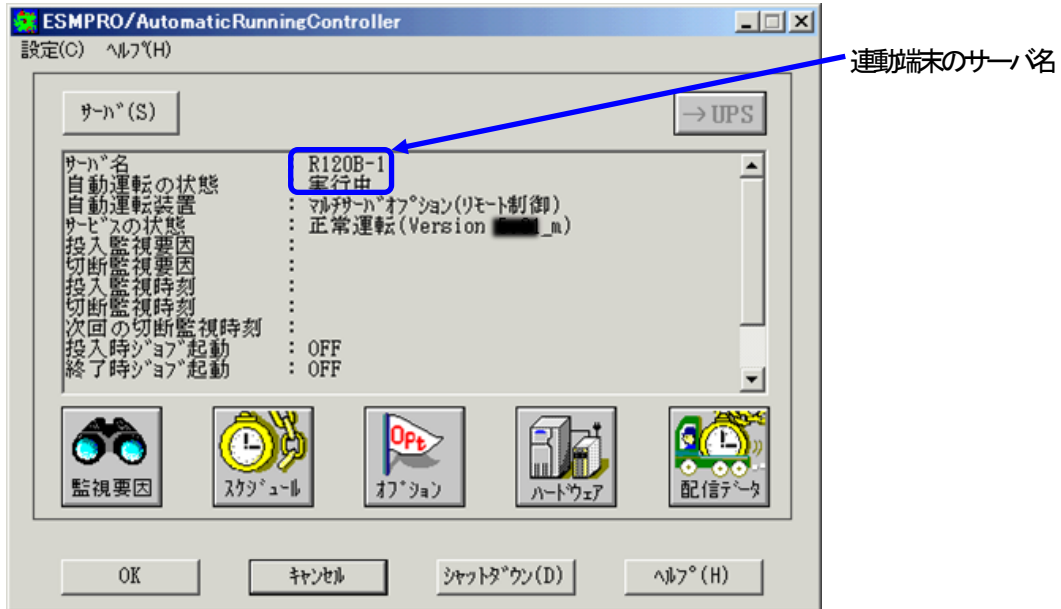 ESMPRO/AutomaticRunningController
設定(C) ヘルプ(H)
連動端末のサーバ名
サーバ(S)
→UPS
サーバ名 R120B-1
自動運転の状態 実行中
自動運転装置 : マルチサーバオプション(リモート制御)
サービスの状態 : 正常運転(Version _m)
投入監視要因 :
切断監視要因 :
投入監視時刻 :
切断監視時刻 :
次回の切断監視時刻 :
投入時ジョブ起動 : OFF
終了時ジョブ起動 : OFF
監視要因
スケジュール
Opt
オプション
ハードウェア
配信データ
OK
キャンセル
シャットダウン(D)
ヘルプ(H)